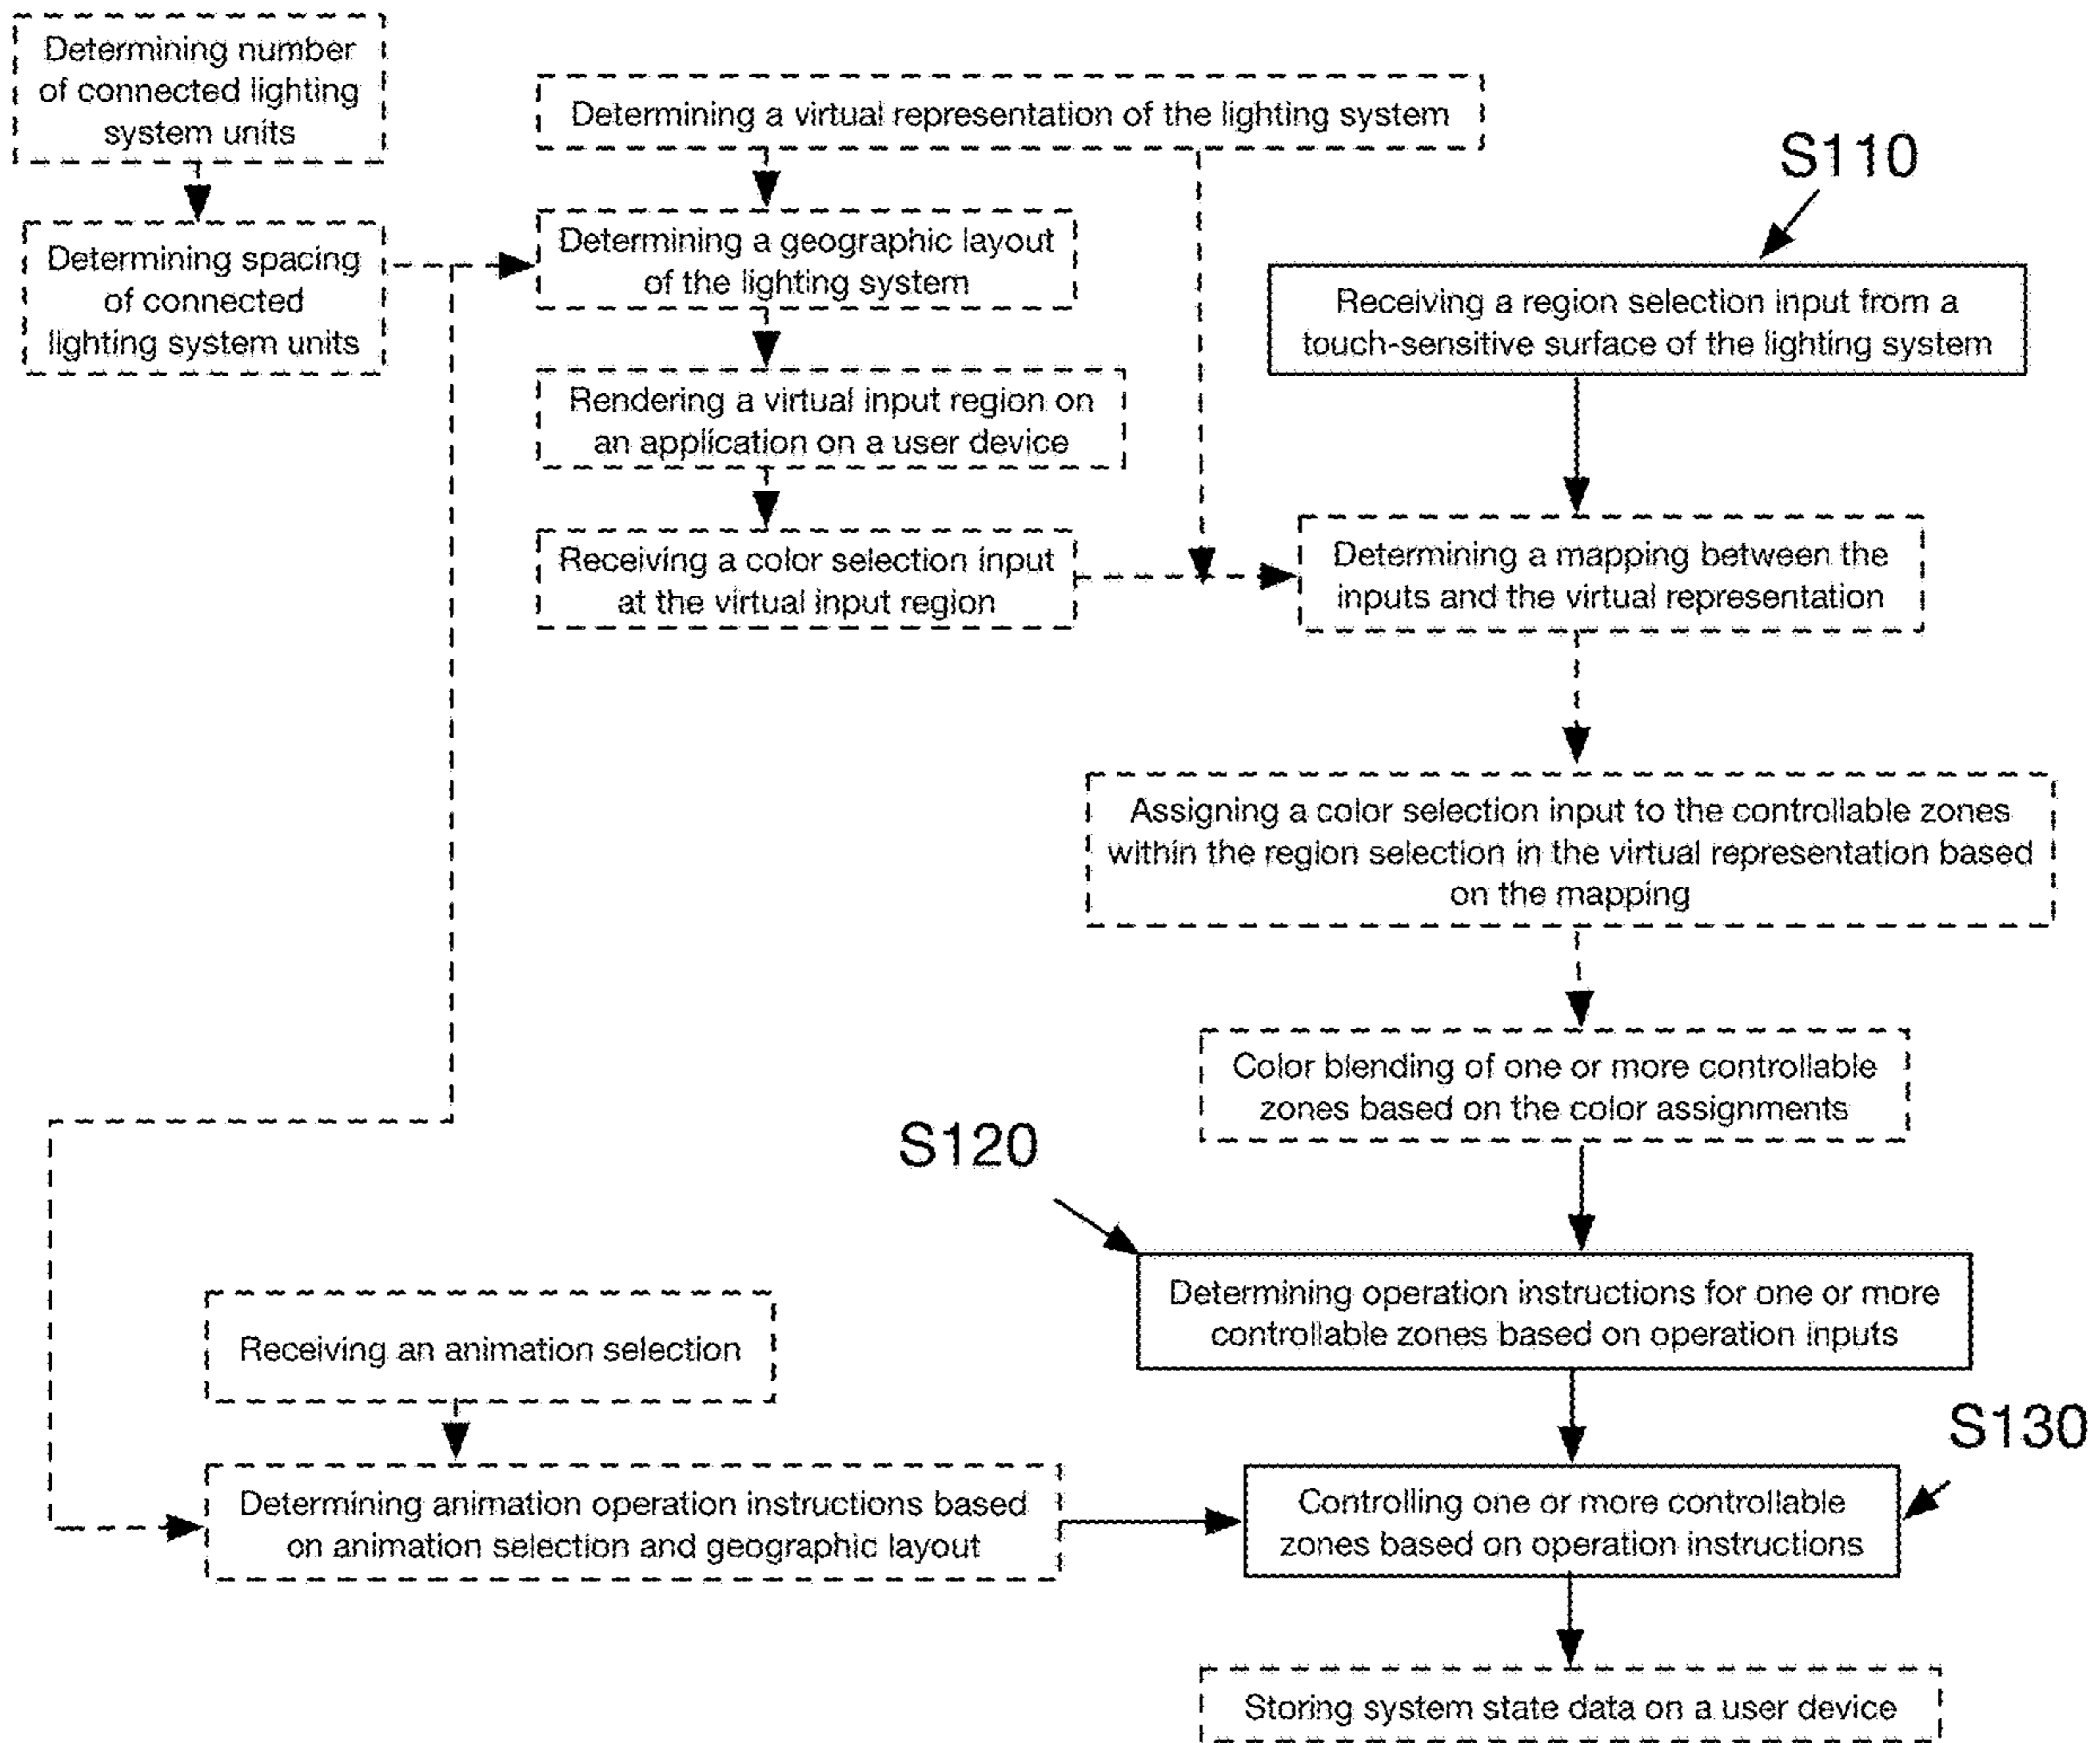 Determining number
of connected lighting
system units
Determining a virtual representation of the lighting system
S110
Determining spacing
of connected
lighting system units
Determining a geographic layout
of the lighting system
Receiving a region selection input from a
touch-sensitive surface of the lighting system
Rendering a virtual input region on
an application on a user device
Receiving a color selection input
at the virtual input region
Determining a mapping between the
inputs and the virtual representation
Assigning a color selection input to the controllable zones
within the region selection in the virtual representation based
on the mapping
Color blending of one or more controllable
zones based on the color assignments
S120
Determining operation instructions for one or more
controllable zones based on operation inputs
Receiving an animation selection
S130
Determining animation operation instructions based
on animation selection and geographic layout
Controlling one or more controllable
zones based on operation instructions
Storing system state data on a user device